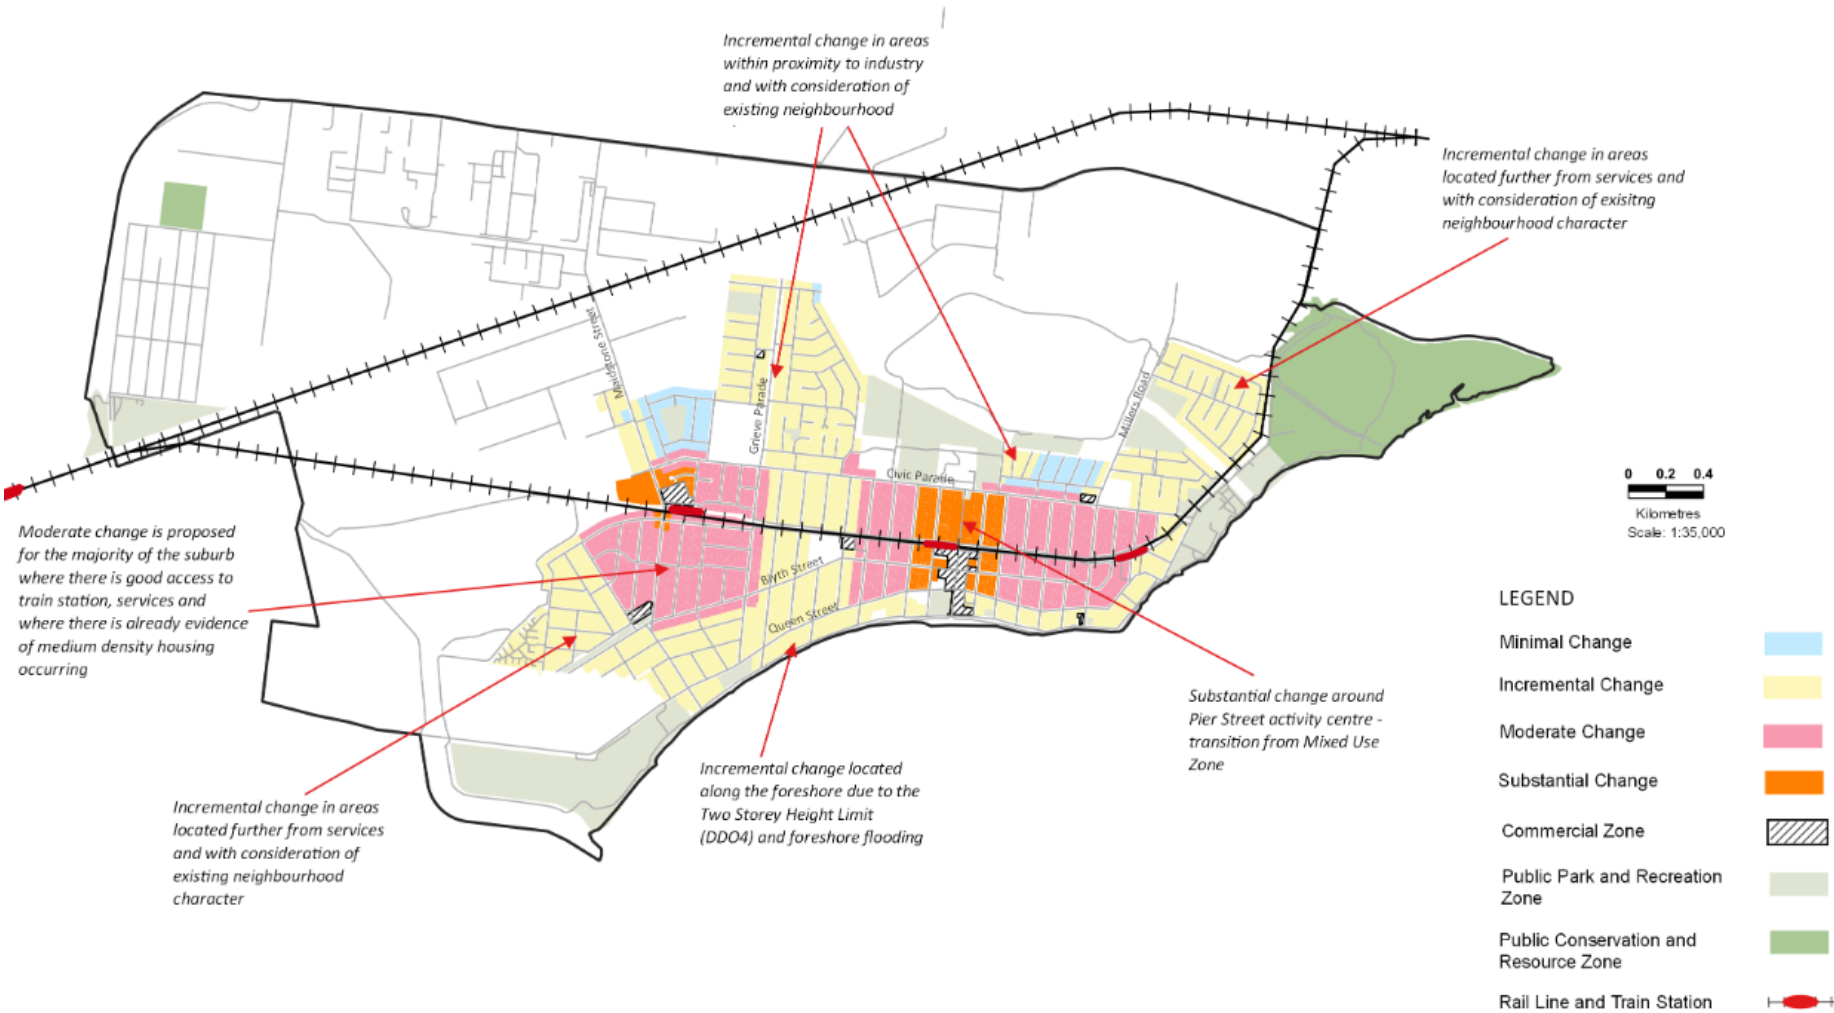 Incremental change in areas
within proximity to industry
and with consideration of
existing neighbourhood
Incremental change in areas
located further from services and
with consideration of exisitng
neighbourhood character
Maidstone Street
Grieve Parade
Millers Road
Civic Parade
Blyth Street
Queen Street
0 0.2 0.4
Kilometres
Scale: 1:35,000
Moderate change is proposed
for the majority of the suburb
where there is good access to
train station, services and
where there is already evidence
of medium density housing
occurring
Substantial change around
Pier Street activity centre -
transition from Mixed Use
Zone
Incremental change located
along the foreshore due to the
Two Storey Height Limit
(DDO4) and foreshore flooding
Incremental change in areas
located further from services
and with consideration of
existing neighbourhood
character
LEGEND
Minimal Change
Incremental Change
Moderate Change
Substantial Change
Commercial Zone
Public Park and Recreation
Zone
Public Conservation and
Resource Zone
Rail Line and Train Station